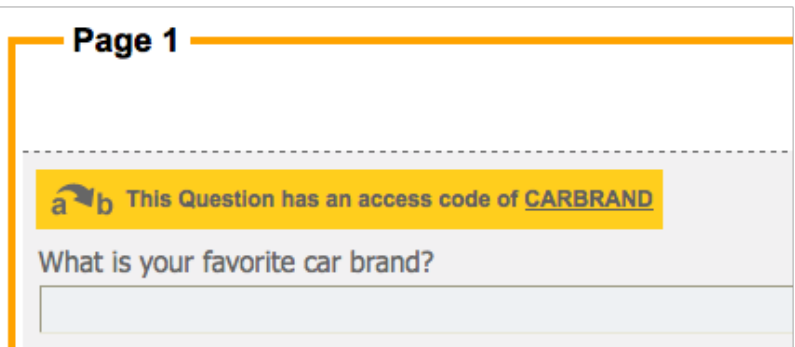 Page 1
a b This Question has an access code of CARBRAND
What is your favorite car brand?